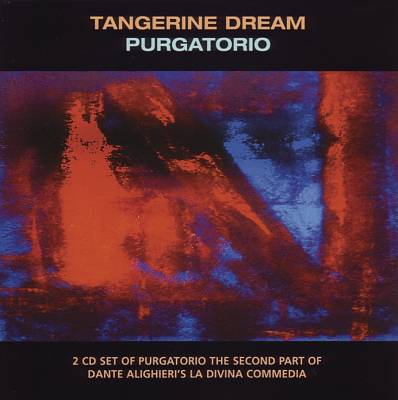 TANGERINE DREAM
PURGATORIO
2 CD SET OF PURGATORIO THE SECOND PART OF
DANTE ALIGHIERI'S LA DIVINA COMMEDIA